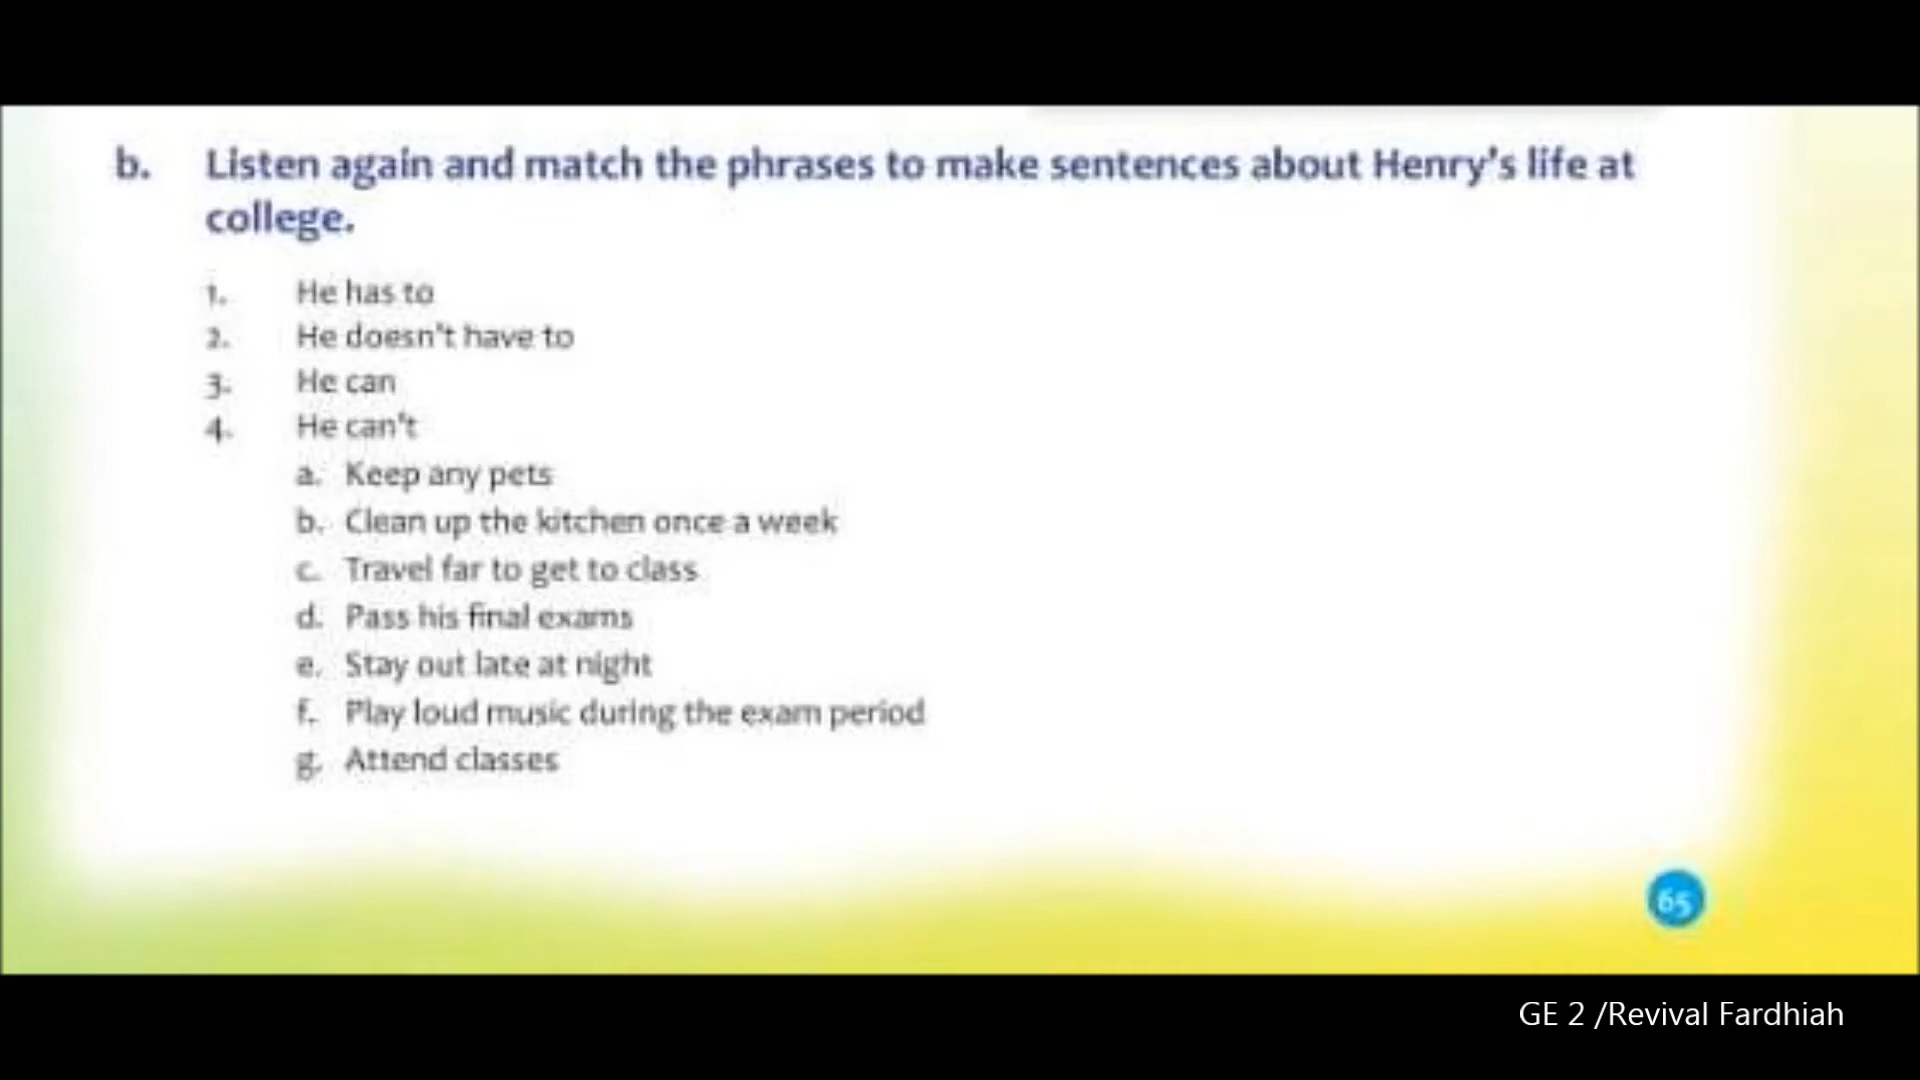 b. Listen again and match the phrases to make sentences about Henry's life at
college.
1. He has to
2. He doesn't have to
3. He can
4. He can't
a. Keep any pets
b. Clean up the kitchen once a week
c. Travel far to get to class
d. Pass his final exams
e. Stay out late at night
f. Play loud music during the exam period
g. Attend classes
65
GE 2 /Revival Fardhiah